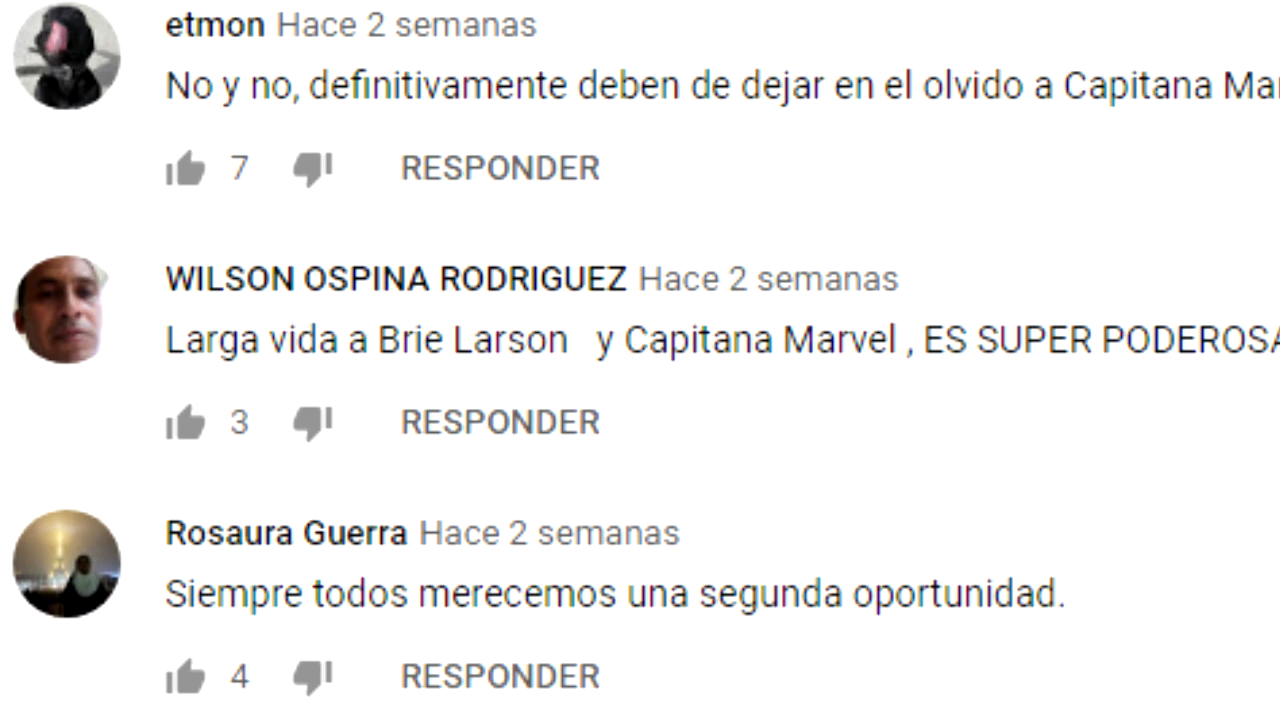 etmon Hace 2 semanas
No y no, definitivamente deben de dejar en el olvido a Capitana
7 RESPONDER
WILSON OSPINA RODRIGUEZ Hace 2 semanas
Larga vida a Brie Larson y Capitana Marvel , ES SUPER PODEROSA
3 RESPONDER
Rosaura Guerra Hace 2 semanas
Siempre todos merecemos una segunda oportunidad.
4 RESPONDER